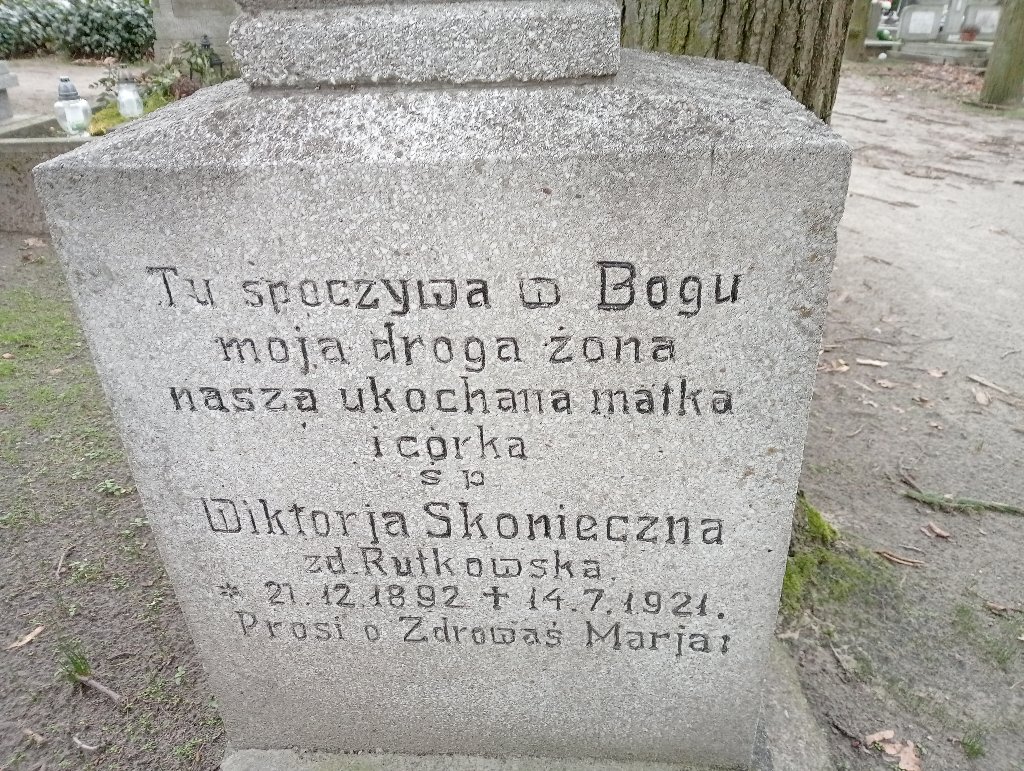 Tu spoczywa w Bogu
moja droga żona
nasza ukochana matka
i córka
ś p
Wiktorja Skonieczna
zd. Rutkowska.
* 21.12.1892 ✝ 14.7.1921.
Prosi o Zdrowaś Marja!